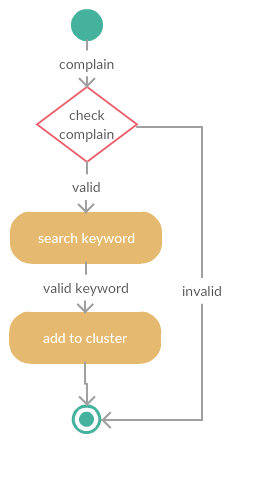 complain
check
complain
valid
search keyword
valid keyword
invalid
add to cluster